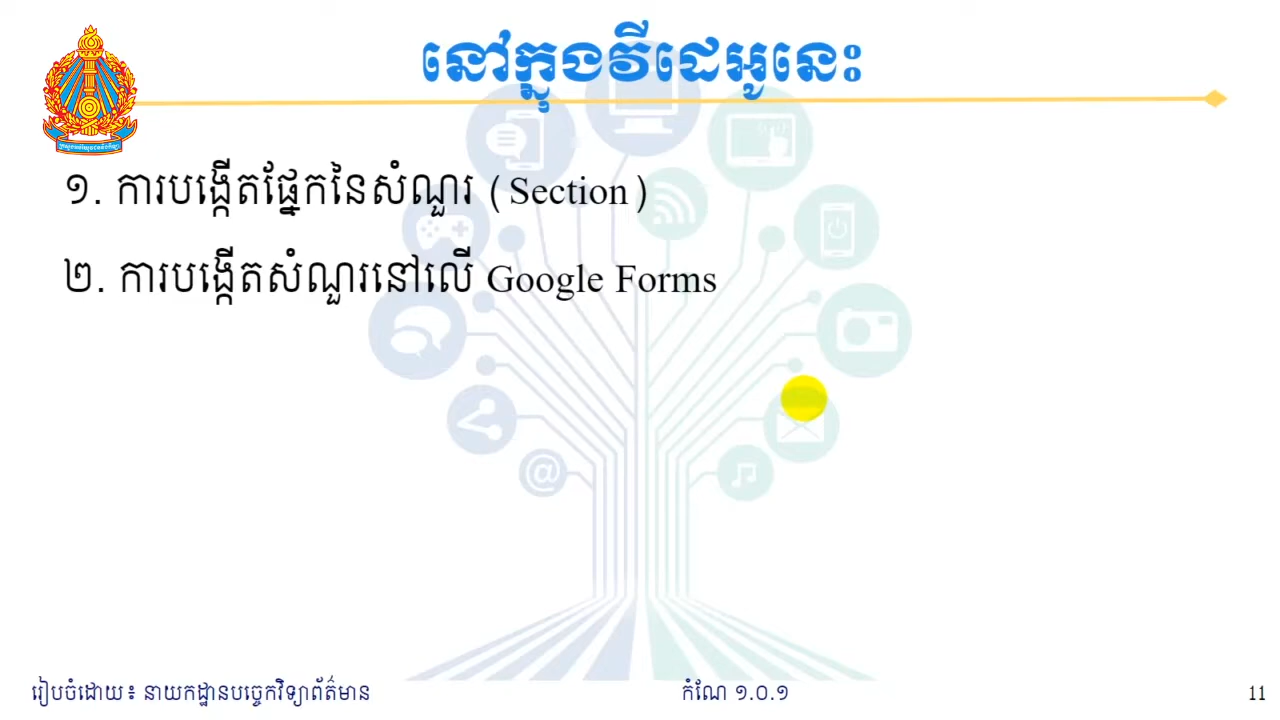 នៅក្នុងវីដេអូនេះ
១. ការបង្កើតផ្នែកនៃសំណួរ (Section)
២. ការបង្កើតសំណួរនៅលើ Google Forms
@
រៀបចំដោយ៖ នាយកដ្ឋានបច្ចេកវិទ្យាព័ត៌មាន
កំណែ ១.០.១
11